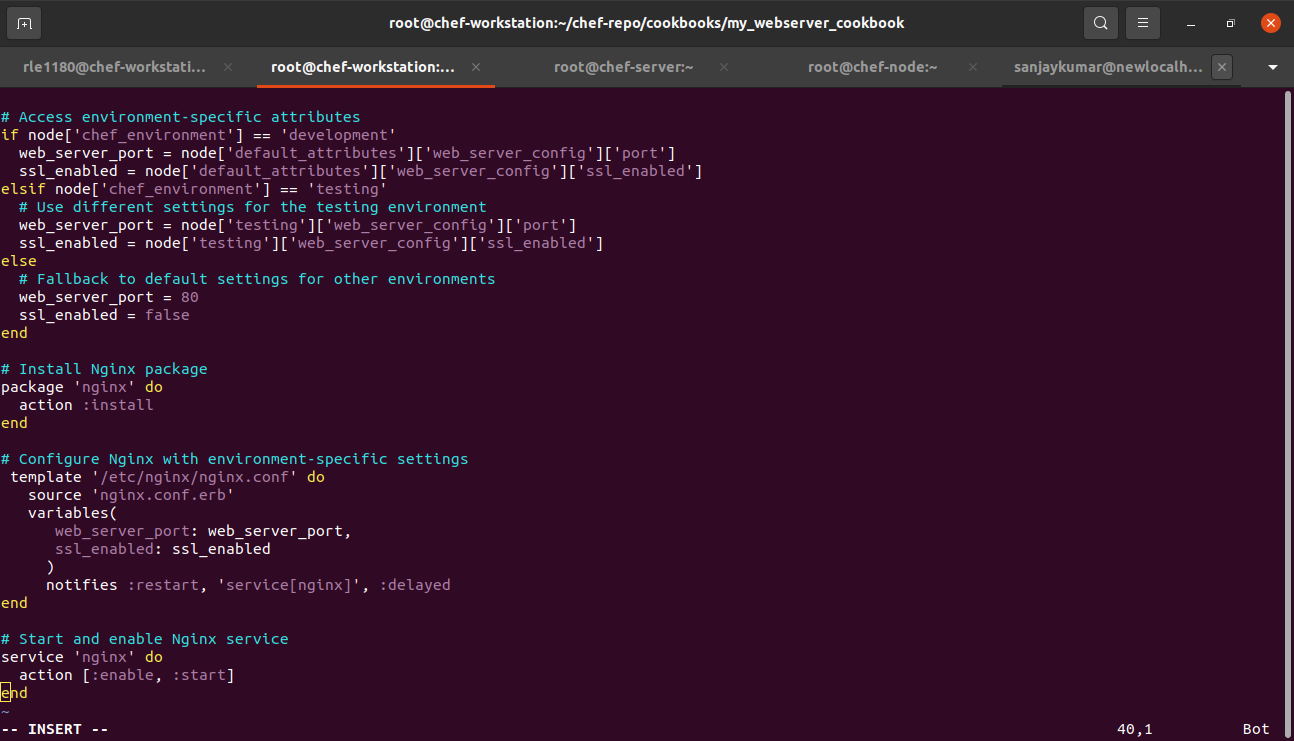 root@chef-workstation:~/chef-repo/cookbooks/my_webserver_cookbook
rle1180@chef-workstati... root@chef-workstation:... root@chef-server:~ root@chef-node:~ sanjaykumar@newlocalh...
# Access environment-specific attributes
if node['chef_environment'] == 'development'
  web_server_port = node['default_attributes']['web_server_config']['port']
  ssl_enabled = node['default_attributes']['web_server_config']['ssl_enabled']
elsif node['chef_environment'] == 'testing'
  # Use different settings for the testing environment
  web_server_port = node['testing']['web_server_config']['port']
  ssl_enabled = node['testing']['web_server_config']['ssl_enabled']
else
  # Fallback to default settings for other environments
  web_server_port = 80
  ssl_enabled = false
end

# Install Nginx package
package 'nginx' do
  action :install
end

# Configure Nginx with environment-specific settings
 template '/etc/nginx/nginx.conf' do
   source 'nginx.conf.erb'
   variables(
      web_server_port: web_server_port,
      ssl_enabled: ssl_enabled
     )
     notifies :restart, 'service[nginx]', :delayed
end

# Start and enable Nginx service
service 'nginx' do
  action [:enable, :start]
end
~
-- INSERT -- 40,1 Bot